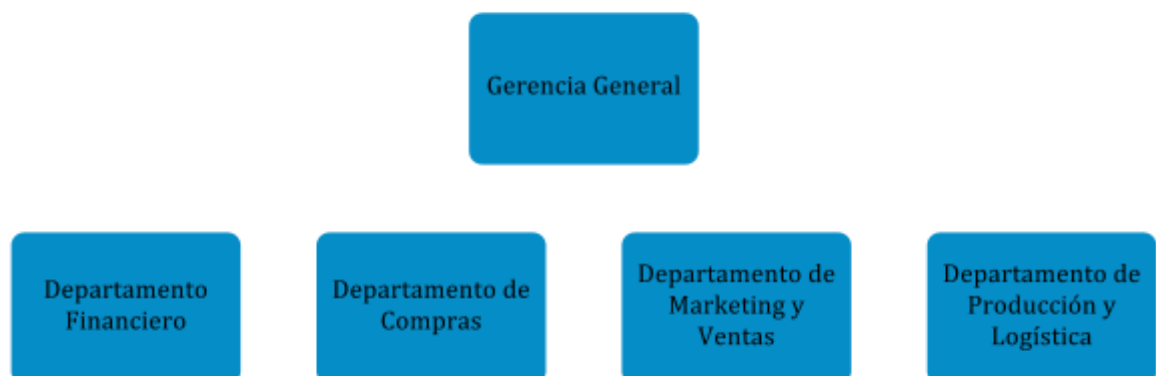 Gerencia General
Departamento
Financiero
Departamento de
Compras
Departamento de
Marketing y
Ventas
Departamento de
Producción y
Logística